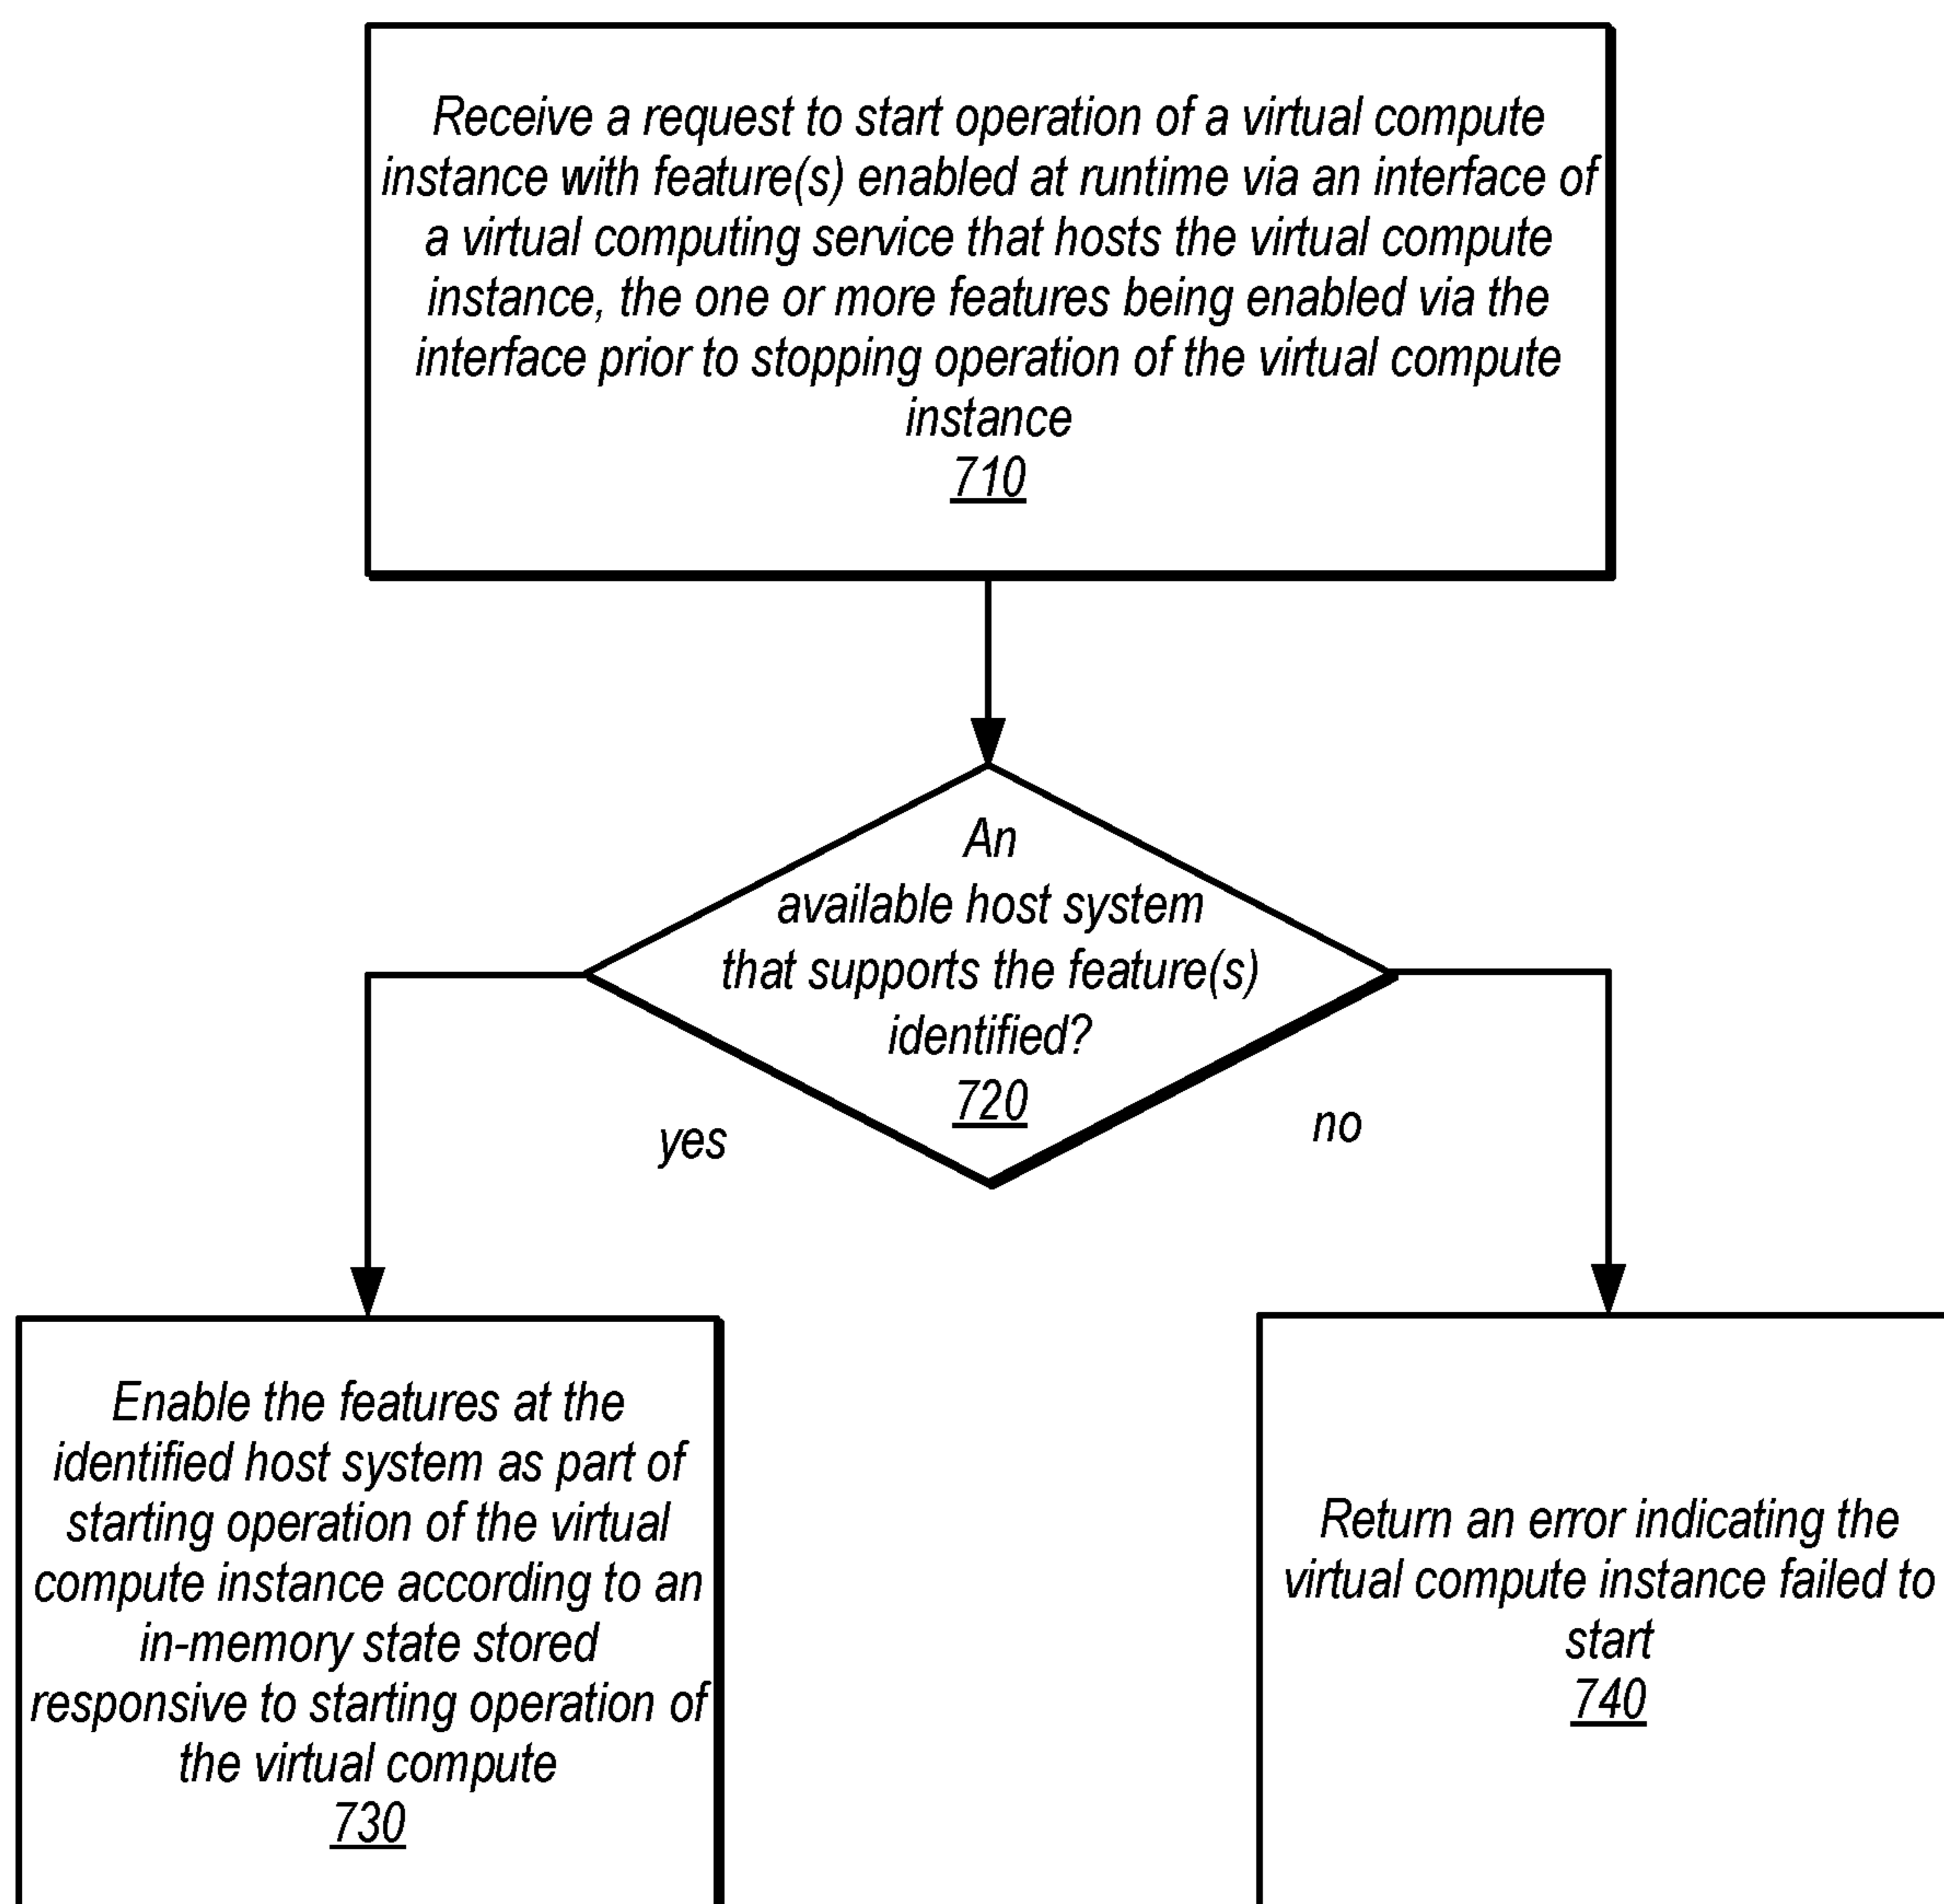 Receive a request to start operation of a virtual compute
instance with feature(s) enabled at runtime via an interface of
a virtual computing service that hosts the virtual compute
instance, the one or more features being enabled via the
interface prior to stopping operation of the virtual compute
instance
710
An
available host system
that supports the feature(s)
identified?
720
yes
no
Enable the features at the
identified host system as part of
starting operation of the virtual
compute instance according to an
in-memory state stored
responsive to starting operation of
the virtual compute
730
Return an error indicating the
virtual compute instance failed to
start
740